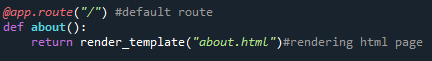 @app.route("/") #default route
def about():
    return render_template("about.html")#rendering html page